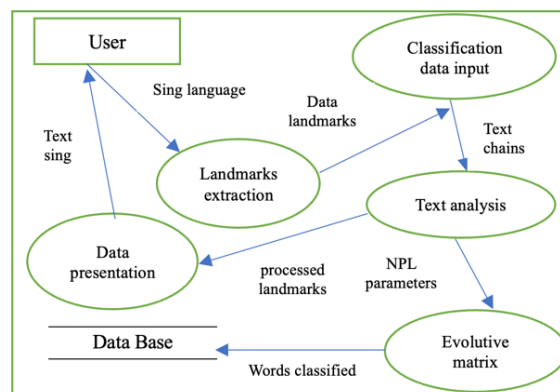 User
Classification
data input
Sing language
Data
landmarks
Text
sing
Text
chains
Landmarks
extraction
Text analysis
Data
presentation
processed
landmarks
NPL
parameters
Data Base
Words classified
Evolutive
matrix